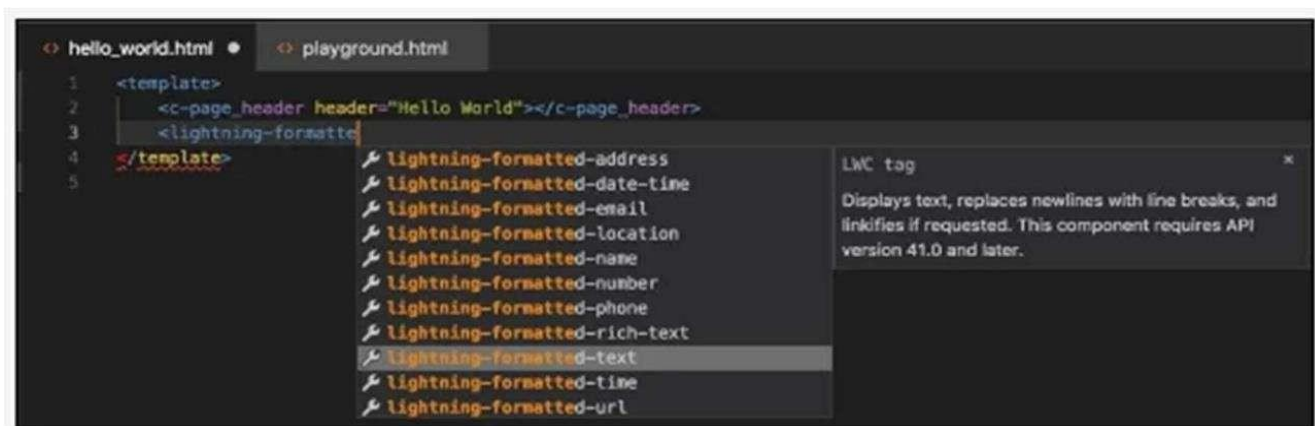 hello_world.html
playground.html
1 <template>
2 <c-page_header header="Hello World"></c-page_header>
3 <lightning-formatte
4 </template>
5
lightning-formatted-address
lightning-formatted-date-time
lightning-formatted-email
lightning-formatted-location
lightning-formatted-name
lightning-formatted-number
lightning-formatted-phone
lightning-formatted-rich-text
lightning-formatted-text
lightning-formatted-time
lightning-formatted-url
LWC tag
Displays text, replaces newlines with line breaks, and
linkifies if requested. This component requires API
version 41.0 and later.